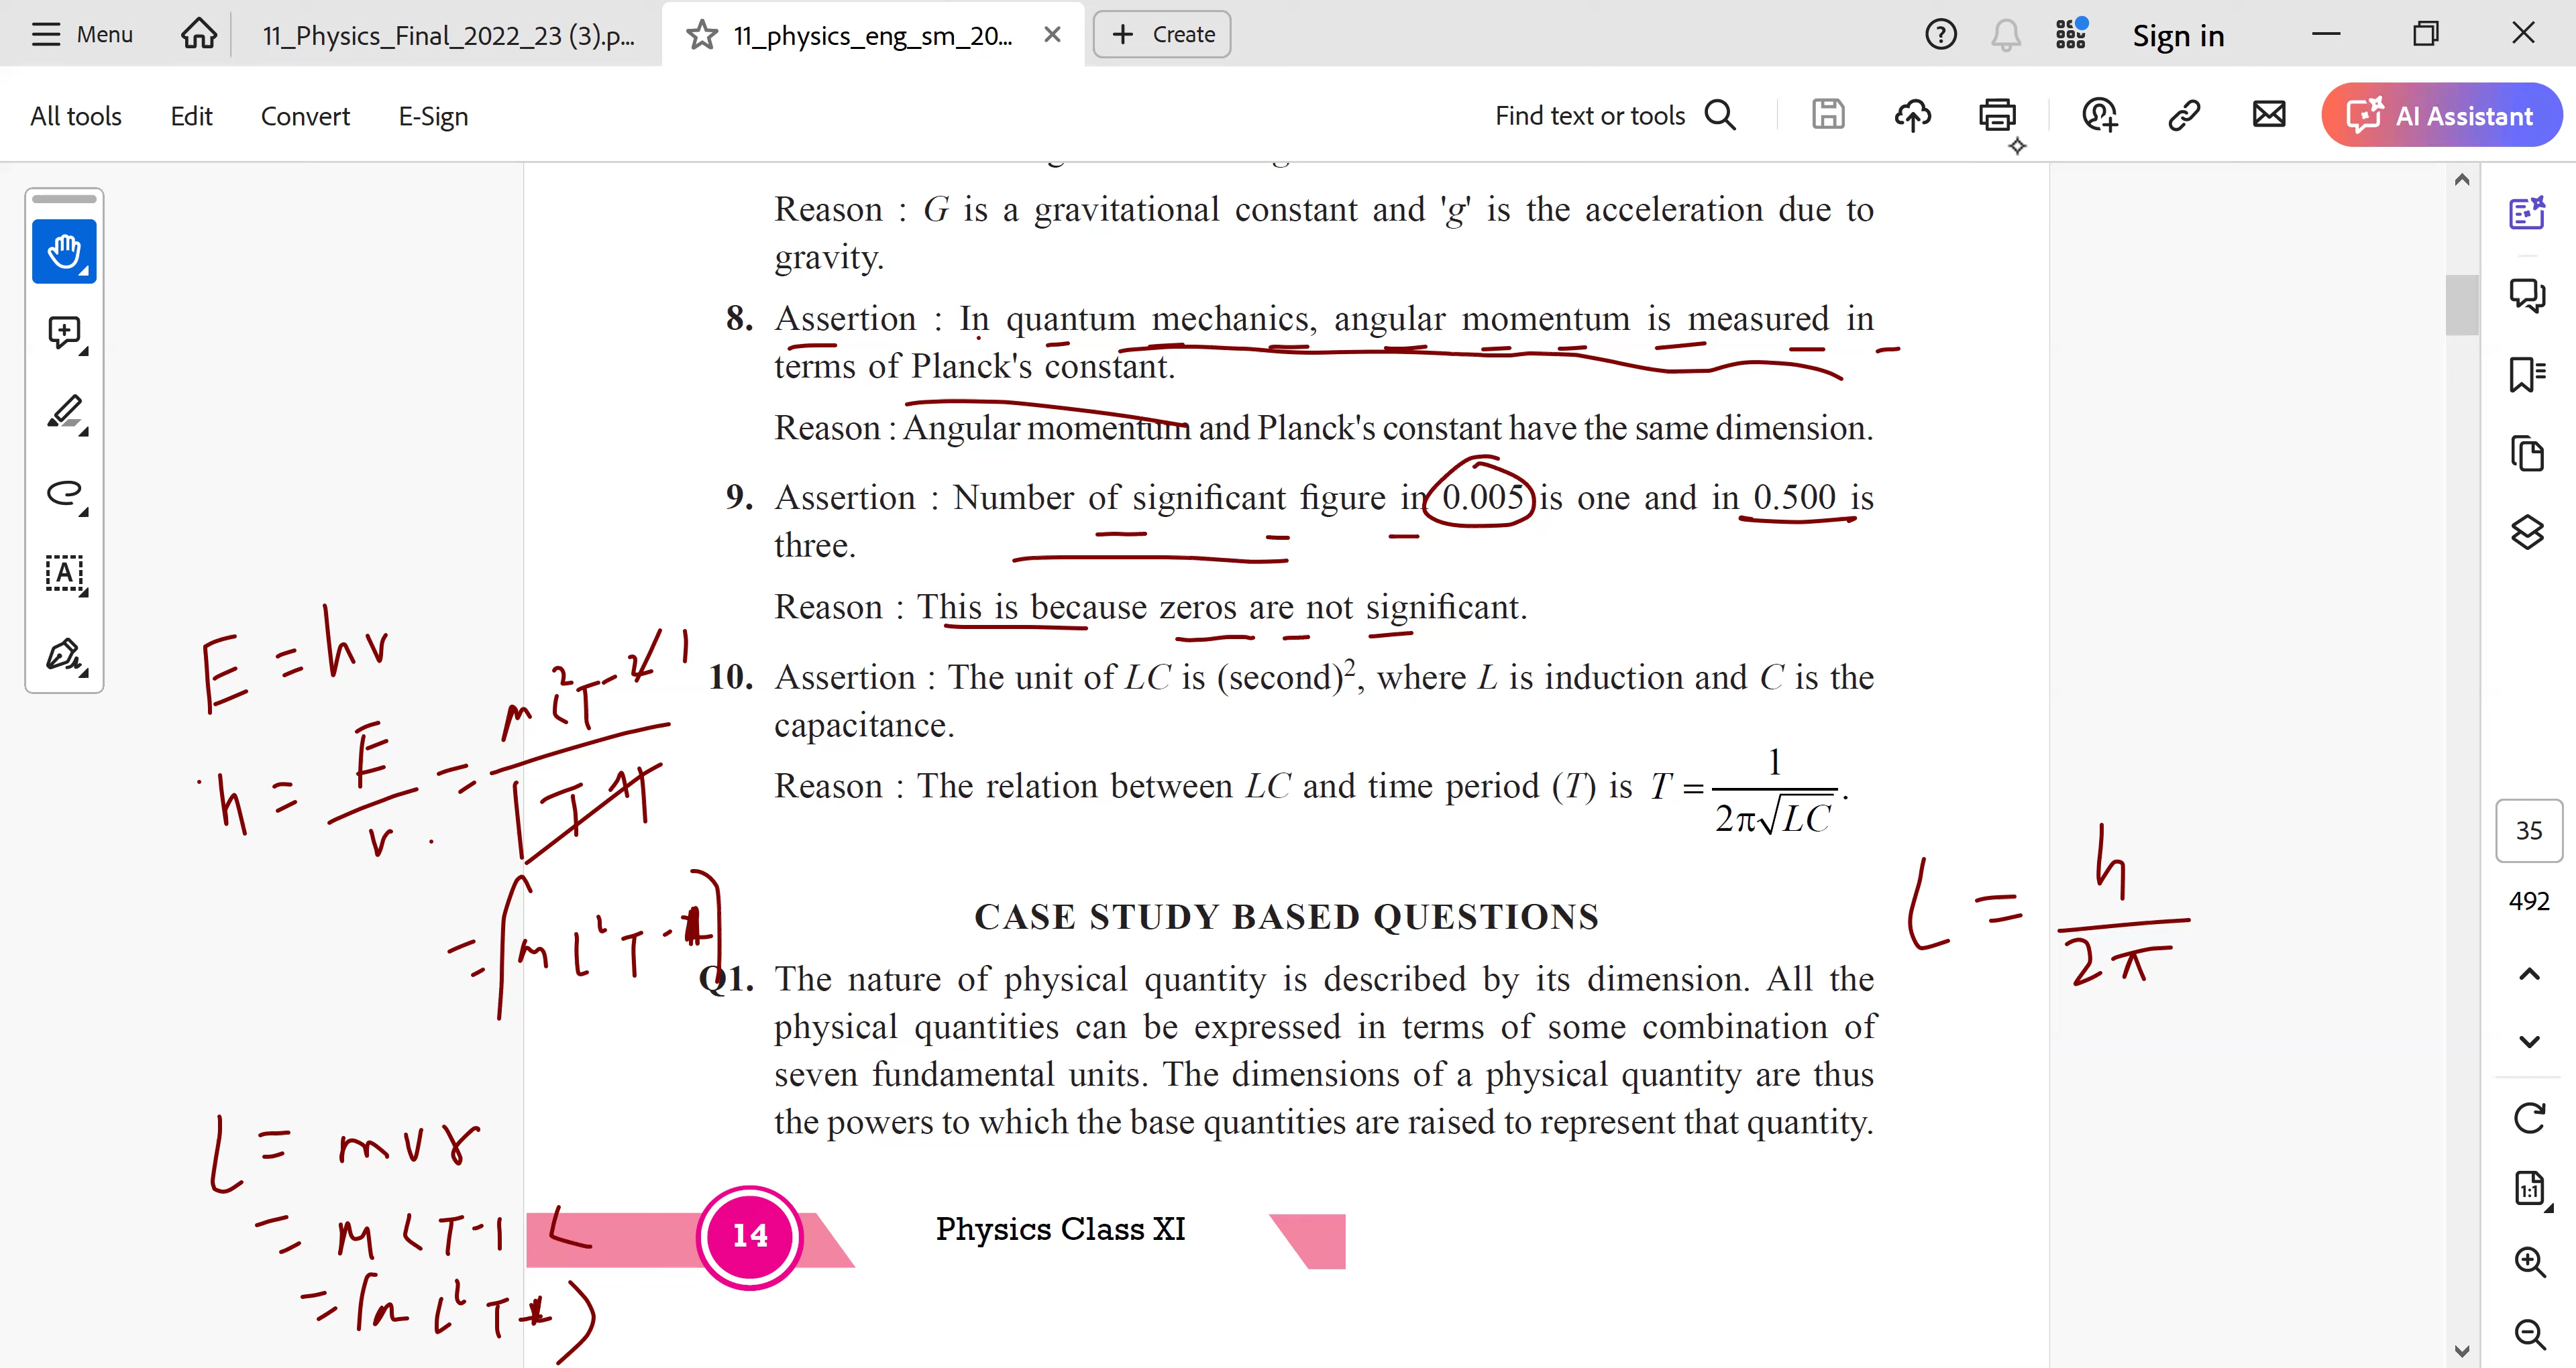 Menu
11_Physics_Final_2022_23 (3).p...
11_physics_eng_sm_20...
Create
Sign in
All tools
Edit
Convert
E-Sign
Find text or tools
AI Assistant
Reason : G is a gravitational constant and 'g' is the acceleration due to
gravity.
8. Assertion : In quantum mechanics, angular momentum is measured in
terms of Planck's constant.
Reason : Angular momentum and Planck's constant have the same dimension.
9. Assertion : Number of significant figure in 0.005 is one and in 0.500 is
three.
Reason : This is because zeros are not significant.
10. Assertion : The unit of LC is (second)², where L is induction and C is the
capacitance.
Reason : The relation between LC and time period (T) is T = 1/(2π√LC).
CASE STUDY BASED QUESTIONS
Q1. The nature of physical quantity is described by its dimension. All the
physical quantities can be expressed in terms of some combination of
seven fundamental units. The dimensions of a physical quantity are thus
the powers to which the base quantities are raised to represent that quantity.
14
Physics Class XI
E = hν
h = E/ν =
L = mvr
= M L T-1 L
L = h/2π
35
492
1:1